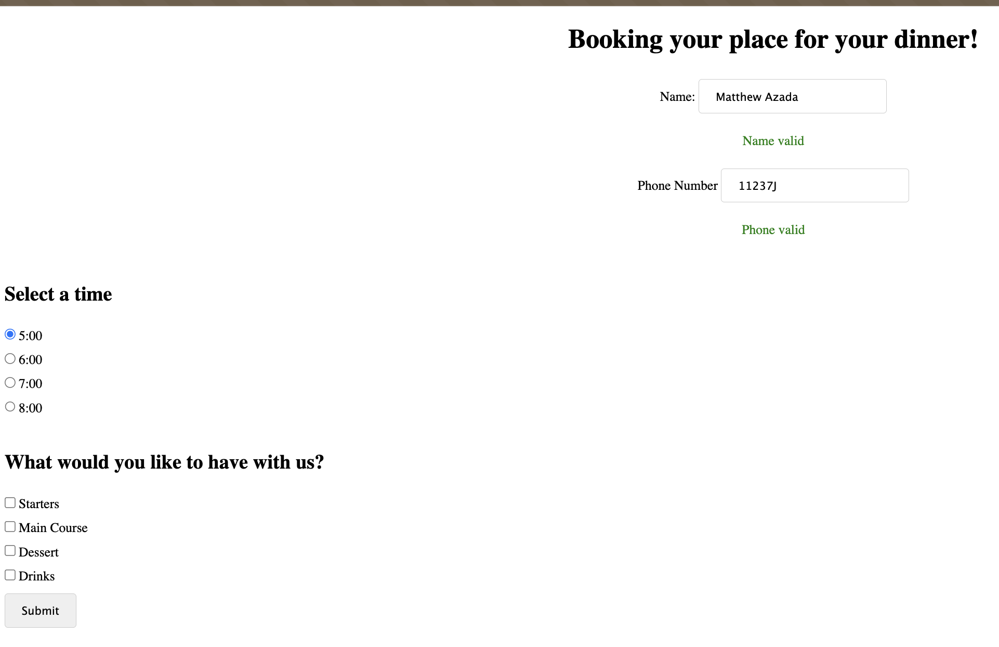 Booking your place for your dinner!
Name: Matthew Azada
Name valid
Phone Number 11237J
Phone valid
Select a time
5:00
6:00
7:00
8:00
What would you like to have with us?
Starters
Main Course
Dessert
Drinks
Submit